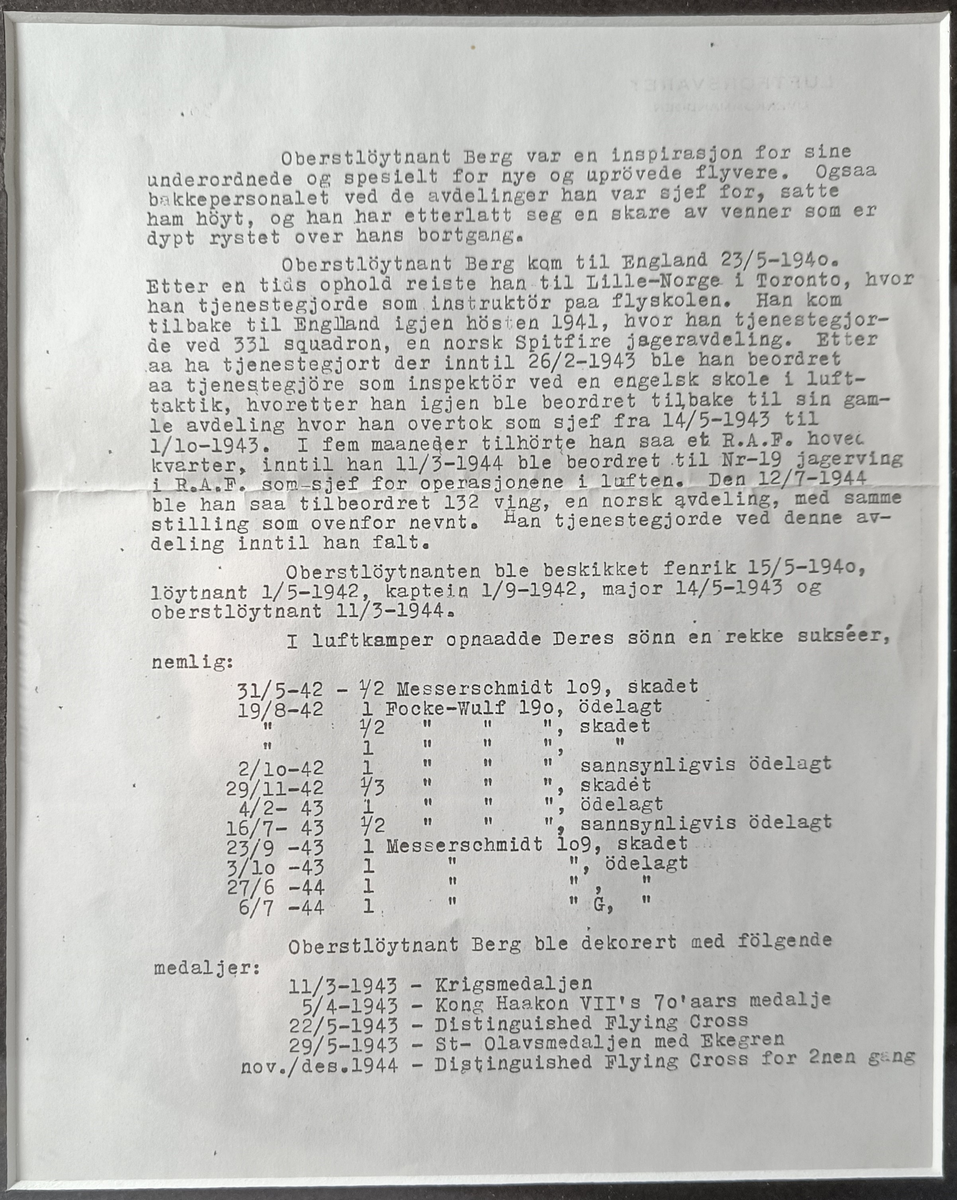 Oberstlöytnant Berg var en inspirasjon for sine
underordnede og spesielt for nye og uprövede flyvere. Ogsaa
bakkepersonalet ved de avdelinger han var sjef for, satte
ham höyt, og han har etterlatt seg en skare av venner som er
dypt rystet over hans bortgang.
Oberstlöytnant Berg kom til England 23/5-194o.
Etter en tids ophold reiste han til Lille-Norge i Toronto, hvor
han tjenestegjorde som instruktör paa flyskolen. Han kom
tilbake til Englland igjen hösten 1941, hvor han tjenestegjor-
de ved 331 squadron, en norsk Spitfire jageravdeling. Etter
aa ha tjenestegjort der inntil 26/2-1943 ble han beordret
aa tjenestegjöre som inspektör ved en engelsk skole i luft-
taktik, hvoretter han igjen ble beordret tilbake til sin gam-
le avdeling hvor han overtok som sjef fra 14/5-1943 til
1/1o-1943. I fem maaneder tilhörte han saa et R.A.F. hoved
kvarter, inntil han 11/3-1944 ble beordret til Nr-19 jagerving
i R.A.F. som sjef for operasjonene i luften. Den 12/7-1944
ble han saa tilbeordret 132 ving, en norsk avdeling, med samme
stilling som ovenfor nevnt. Han tjenestegjorde ved denne av-
deling inntil han falt.
Oberstlöytnanten ble beskikket fenrik 15/5-194o,
löytnant 1/5-1942, kaptein 1/9-1942, major 14/5-1943 og
oberstlöytnant 11/3-1944.
I luftkamper opnaadde Deres sönn en rekke sukséer,
nemlig:
31/5-42 - 1/2 Messerschmidt 1o9, skadet
19/8-42 1 Focke-Wulf 19o, ödelagt
" 1/2 " " ", skadet
" 1 " " ", "
2/1o-42 1 " " " sannsynligvis ödelagt
29/11-42 1/3 " " ", skadet
4/2- 43 1 " " ", ödelagt
16/7- 43 1/2 " " ", sannsynligvis ödelagt
23/9 -43 1 Messerschmidt 1o9, skadet
3/1o -43 1 " ", ödelagt
27/6 -44 1 " ", "
6/7 -44 1 " " G, "
Oberstlöytnant Berg ble dekorert med fölgende
medaljer:
11/3-1943 - Krigsmedaljen
5/4-1943 - Kong Haakon VII's 7o'aars medalje
22/5-1943 - Distinguished Flying Cross
29/5-1943 - St- Olavsmedaljen med Ekegren
nov./des.1944 - Distinguished Flying Cross for 2nen gang